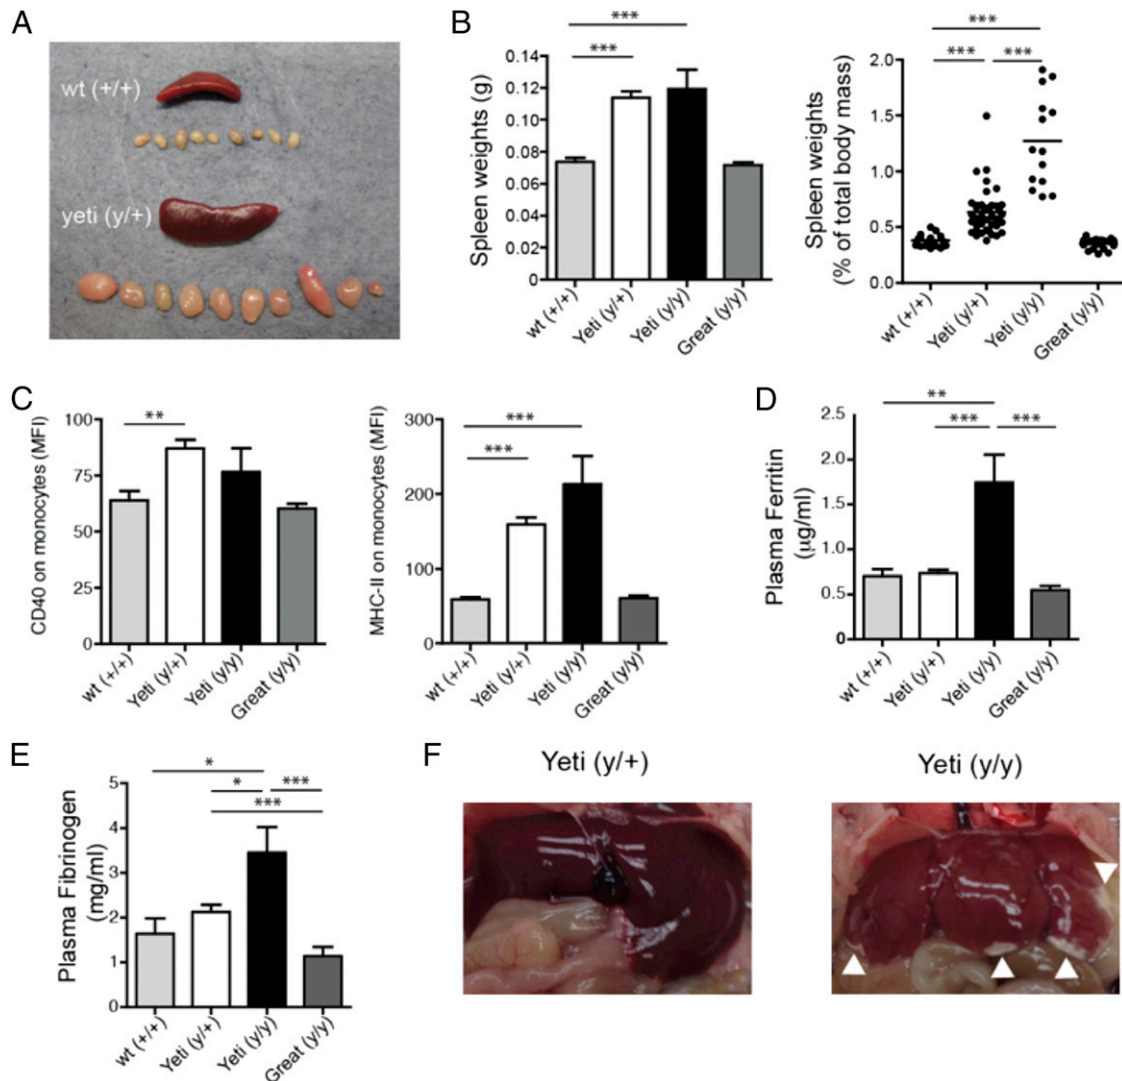 A
wt (+/+)
yeti (y/+)
B
Spleen weights (g)
0.14
0.12
0.10
0.08
0.06
0.04
0.02
0
***
***
wt (+/+)
Yeti (y/+)
Yeti (y/y)
Great (y/y)
Spleen weights
(% of total body mass)
2.0
1.5
1.0
0.5
0.0
***
***
***
wt (+/+)
Yeti (y/+)
Yeti (y/y)
Great (y/y)
C
CD40 on monocytes (MFI)
100
75
50
25
0
**
wt (+/+)
Yeti (y/+)
Yeti (y/y)
Great (y/y)
MHC-II on monocytes (MFI)
300
200
100
0
***
***
wt (+/+)
Yeti (y/+)
Yeti (y/y)
Great (y/y)
D
Plasma Ferritin
(µg/ml)
2.5
2.0
1.5
1.0
0.5
0
**
***
***
wt (+/+)
Yeti (y/+)
Yeti (y/y)
Great (y/y)
E
Plasma Fibrinogen
(mg/ml)
5
4
3
2
1
0
*
*
***
***
wt (+/+)
Yeti (y/+)
Yeti (y/y)
Great (y/y)
F
Yeti (y/+)
Yeti (y/y)